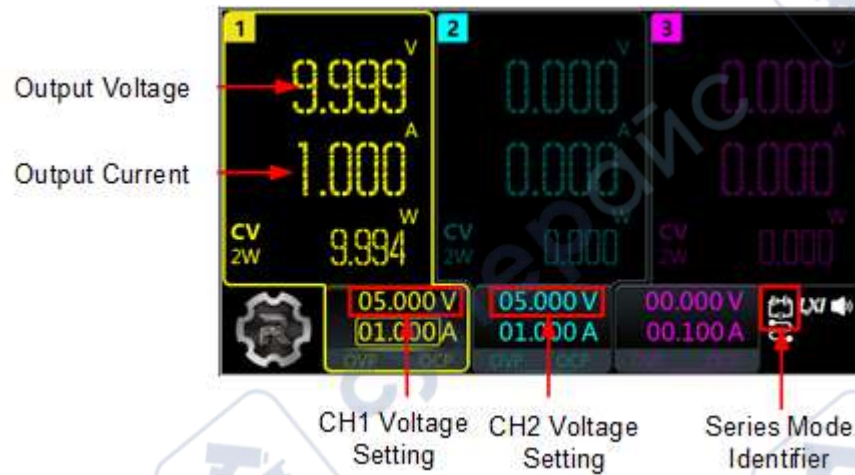 1 2 3
V V V
Output Voltage 9.999 0.000 0.000
A A A
Output Current 1.000 0.000 0.000
W W W
CV CV CV
2W 9.994 2W 0.000 2W 0.000
05.000 V 05.000 V 00.000 V LXI
01.000 A 01.000 A 00.100 A
OVP OCP OVP OCP OVP OCP
CH1 Voltage Setting
CH2 Voltage Setting
Series Mode Identifier